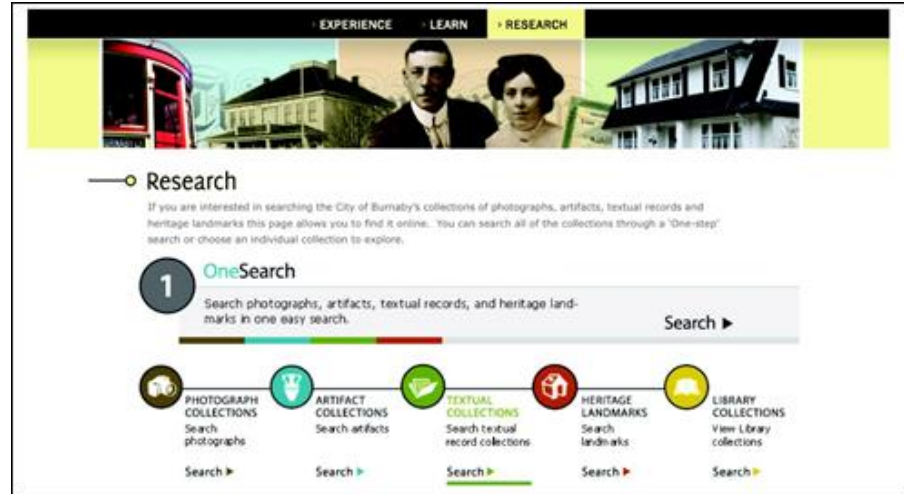 › EXPERIENCE › LEARN › RESEARCH
Research
If you are interested in searching the City of Burnaby's collections of photographs, artifacts, textual records and
heritage landmarks this page allows you to find it online. You can search all of the collections through a 'One-step'
search or choose an individual collection to explore.
1
OneSearch
Search photographs, artifacts, textual records, and heritage land-
marks in one easy search.
Search ▶
PHOTOGRAPH
COLLECTIONS
Search
photographs
Search ▶
ARTIFACT
COLLECTIONS
Search artifacts
Search ▶
TEXTUAL
COLLECTIONS
Search textual
record collections
Search ▶
HERITAGE
LANDMARKS
Search
landmarks
Search ▶
LIBRARY
COLLECTIONS
View Library
collections
Search ▶